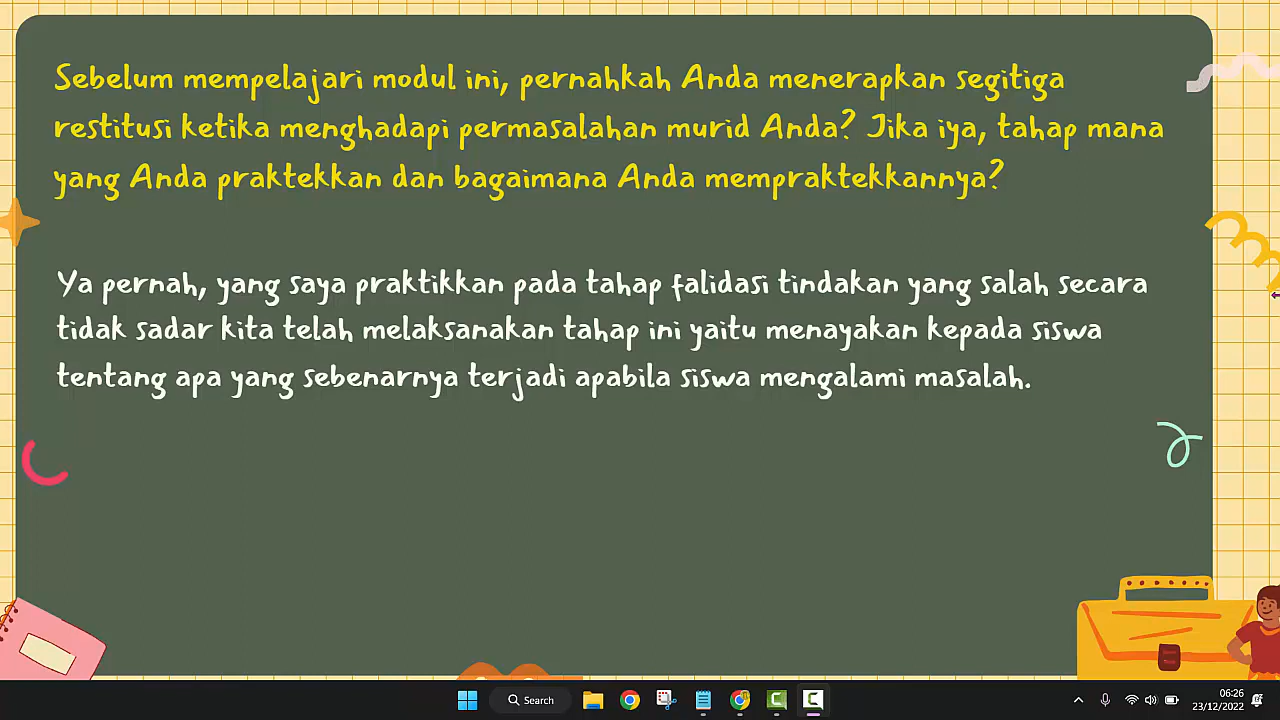 Sebelum mempelajari modul ini, pernahkah Anda menerapkan segitiga
restitusi ketika menghadapi permasalahan murid Anda? Jika iya, tahap mana
yang Anda praktekkan dan bagaimana Anda mempraktekkannya?
Ya pernah, yang saya praktikkan pada tahap falidasi tindakan yang salah secara
tidak sadar kita telah melaksanakan tahap ini yaitu menayakan kepada siswa
tentang apa yang sebenarnya terjadi apabila siswa mengalami masalah.
Search
06:26
23/12/2022